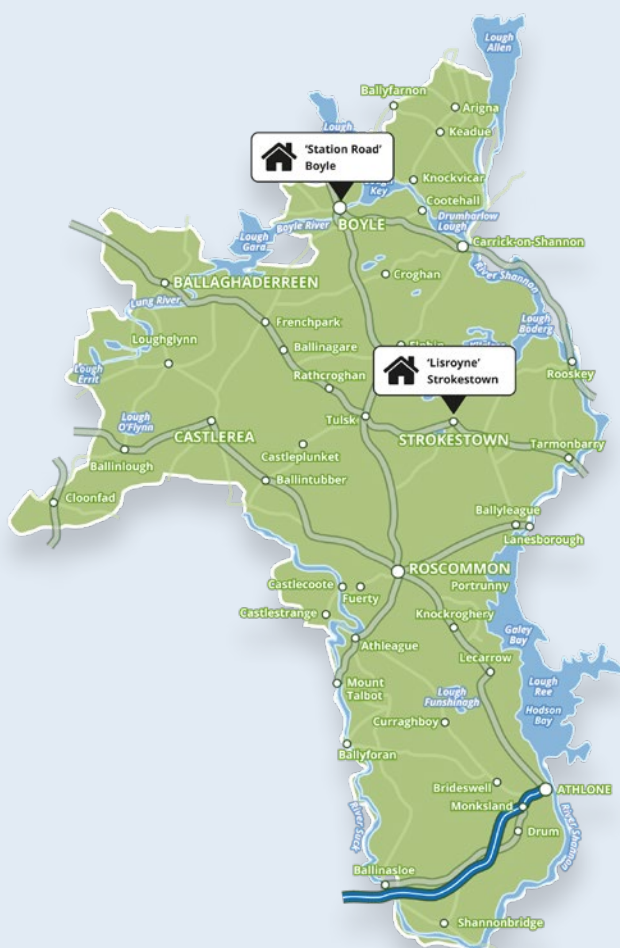 Lough
Allen
Ballyfarnon
Arigna
Lough
Keadue
'Station Road'
Boyle
Knockvicar
Lough
Key
Cootehall
Drumharlow
Lough
Boyle River
BOYLE
Lough
Gara
Carrick-on-Shannon
River Shannon
Croghan
BALLAGHADERREEN
Lung River
Lough
Boderg
Frenchpark
Loughglynn
Ballinagare
Elphin
'Lisroyne'
Strokestown
Rooskey
Lough
Errit
Rathcroghan
Lough
O'Flynn
Tulsk
CASTLEREA
STROKESTOWN
Tarmonbarry
Castleplunket
Ballinlough
Ballintubber
Cloonfad
Ballyleague
Lanesborough
ROSCOMMON
Castlecoote
Portrunny
Fuerty
Castlestrange
Knockroghery
Galey
Bay
Athleague
Lecarrow
Mount
Talbot
Lough
Ree
Lough
Funshinagh
Hodson
Bay
Curraghboy
Ballyforan
Brideswell
ATHLONE
Monksland
River Suck
Drum
River Shannon
Ballinasloe
Shannonbridge